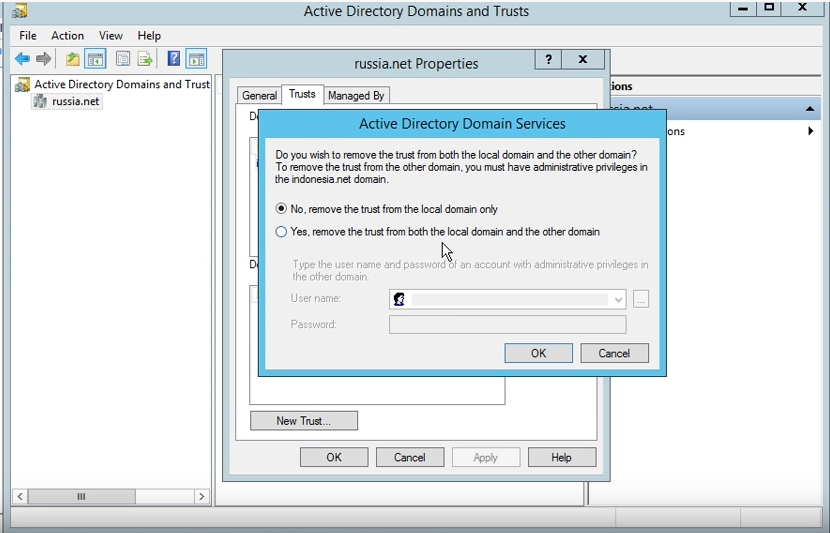 Active Directory Domains and Trusts
File Action View Help
Active Directory Domains and Trust
russia.net
russia.net Properties
? x
General Trusts Managed By
Active Directory Domain Services
Do you wish to remove the trust from both the local domain and the other domain?
To remove the trust from the other domain, you must have administrative privileges in
the indonesia.net domain.
No, remove the trust from the local domain only
Yes, remove the trust from both the local domain and the other domain
Type the user name and password of an account with administrative privileges in
the other domain.
User name:
...
Password:
OK Cancel
New Trust...
OK Cancel Apply Help